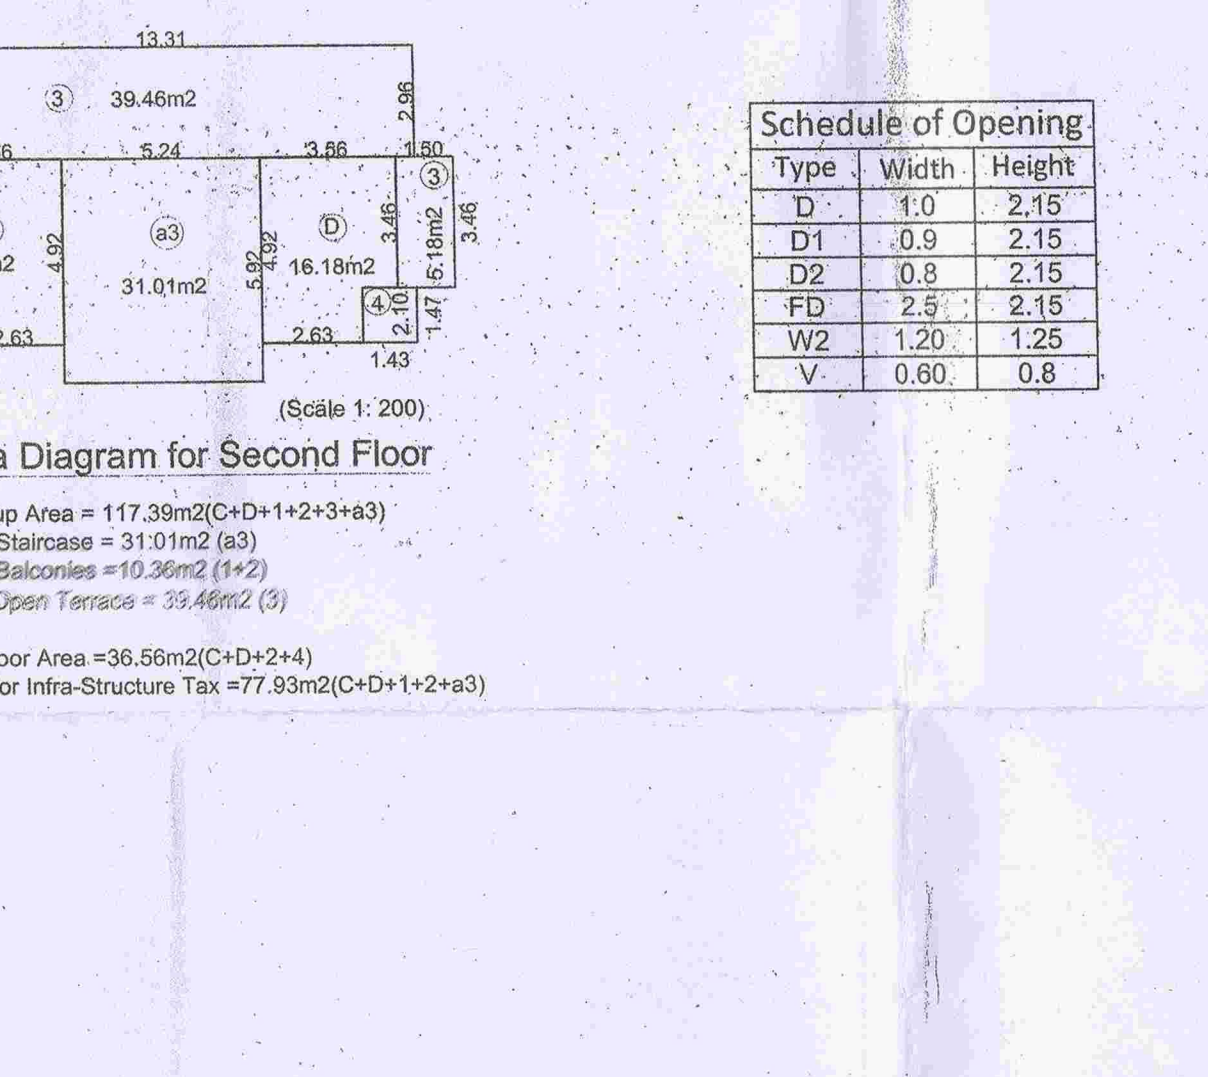 13.31
③ 39.46m2
2.96
6 5.24 3.56 1.50
③
4.92
a3
31.01m2
5.92
4.92
D
16.18m2
3.46
5.18m2
3.46
④
2.10
1.47
2.63
2.63
1.43
(Scale 1: 200)
a Diagram for Second Floor
up Area = 117.39m2(C+D+1+2+3+a3)
Staircase = 31.01m2 (a3)
Balconies =10.36m2 (1+2)
Open Terrace = 39.46m2 (3)
oor Area =36.56m2(C+D+2+4)
or Infra-Structure Tax =77.93m2(C+D+1+2+a3)
Schedule of Opening
Type Width Height
D 1.0 2.15
D1 0.9 2.15
D2 0.8 2.15
FD 2.5 2.15
W2 1.20 1.25
V 0.60 0.8